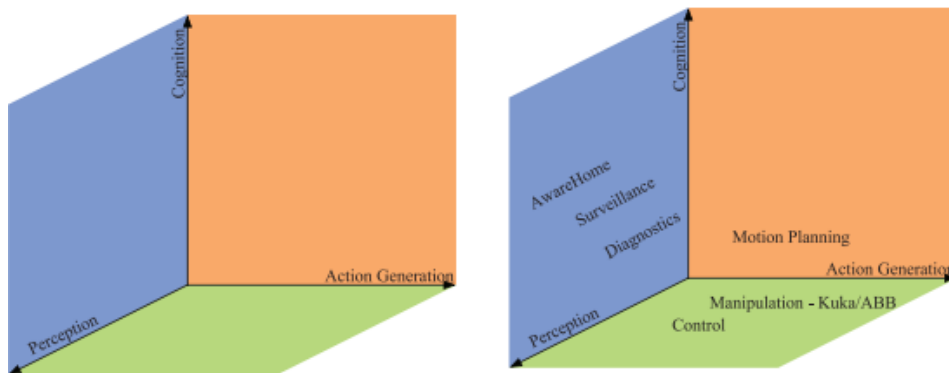 Cognition
Action Generation
Perception
Cognition
AwareHome
Surveillance
Diagnostics
Motion Planning
Action Generation
Manipulation - Kuka/ABB
Control
Perception